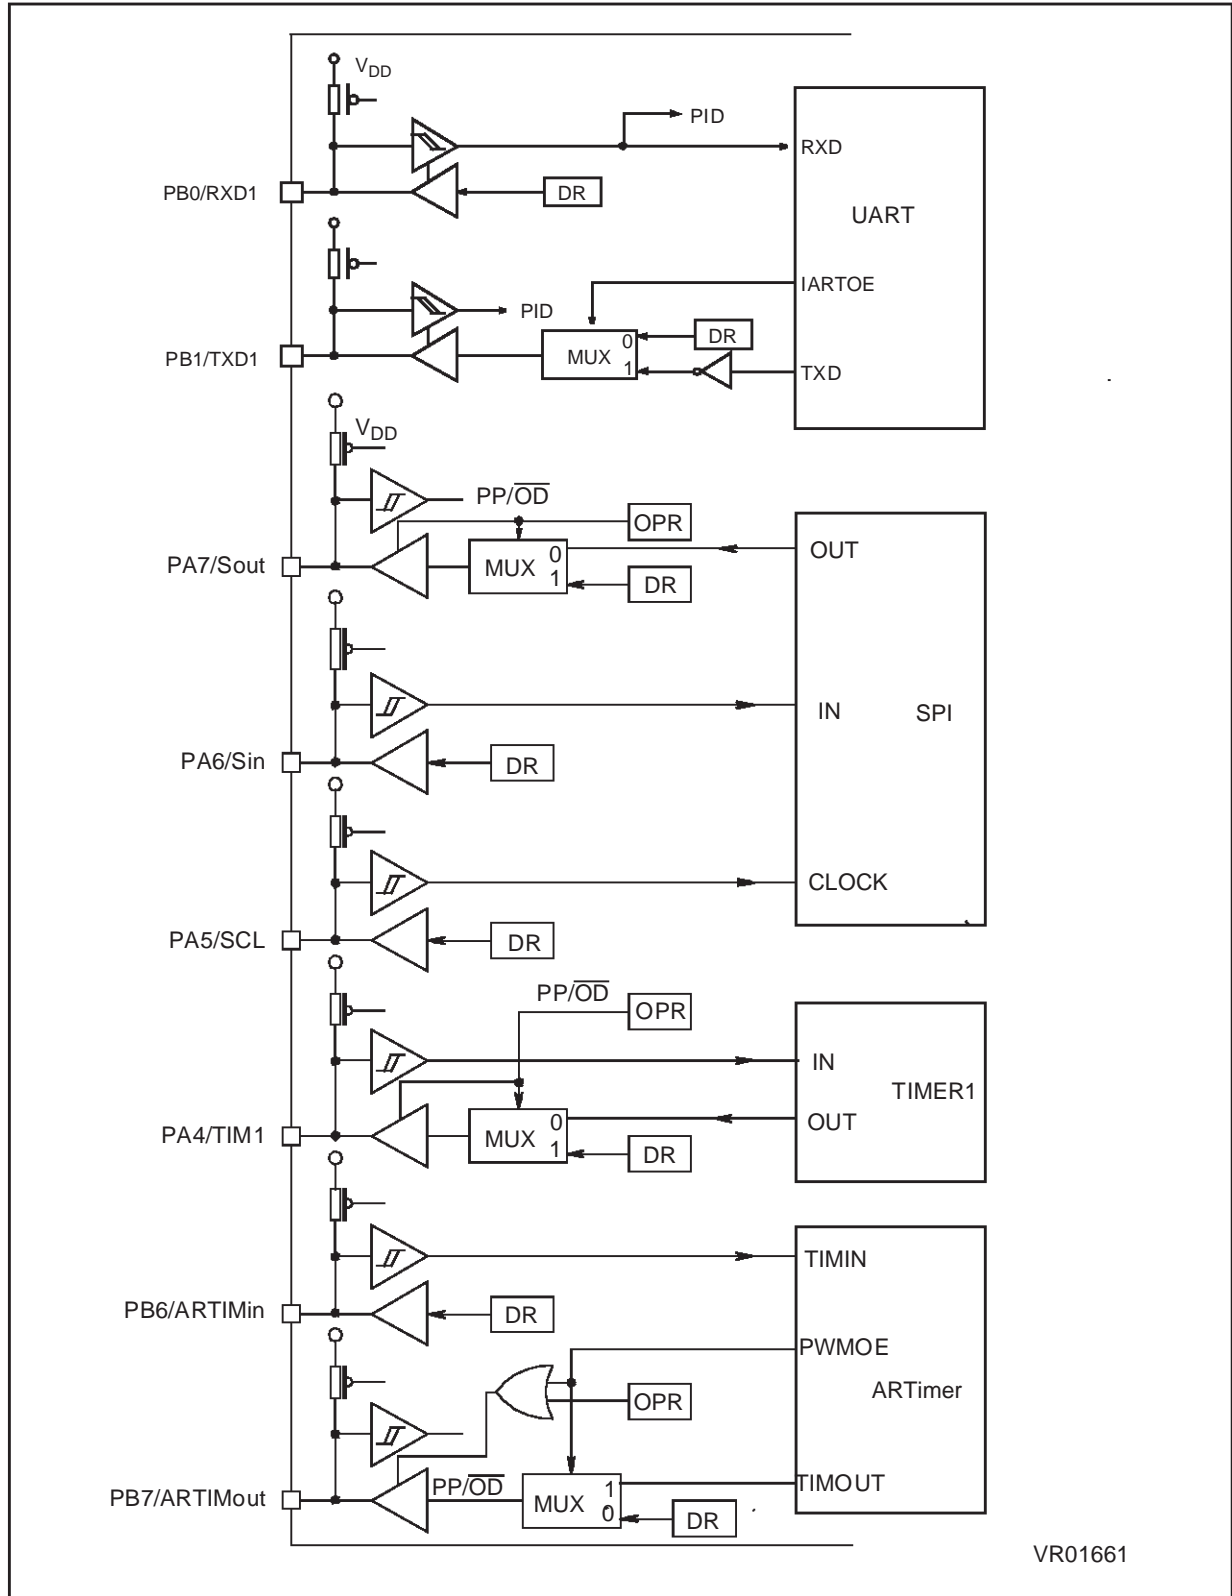 VDD
PID
RXD
PB0/RXD1
DR
UART
IARTOE
PID
DR
MUX 0
1
PB1/TXD1
TXD
VDD
PP/OD
OPR
PA7/Sout
MUX 0
1
OUT
DR
IN
SPI
PA6/Sin
DR
CLOCK
PA5/SCL
DR
PP/OD
OPR
IN
TIMER1
PA4/TIM1
MUX 0
1
OUT
DR
TIMIN
PB6/ARTIMin
DR
PWMOE
ARTimer
OPR
PB7/ARTIMout
PP/OD
MUX 1
0
TIMOUT
DR
VR01661